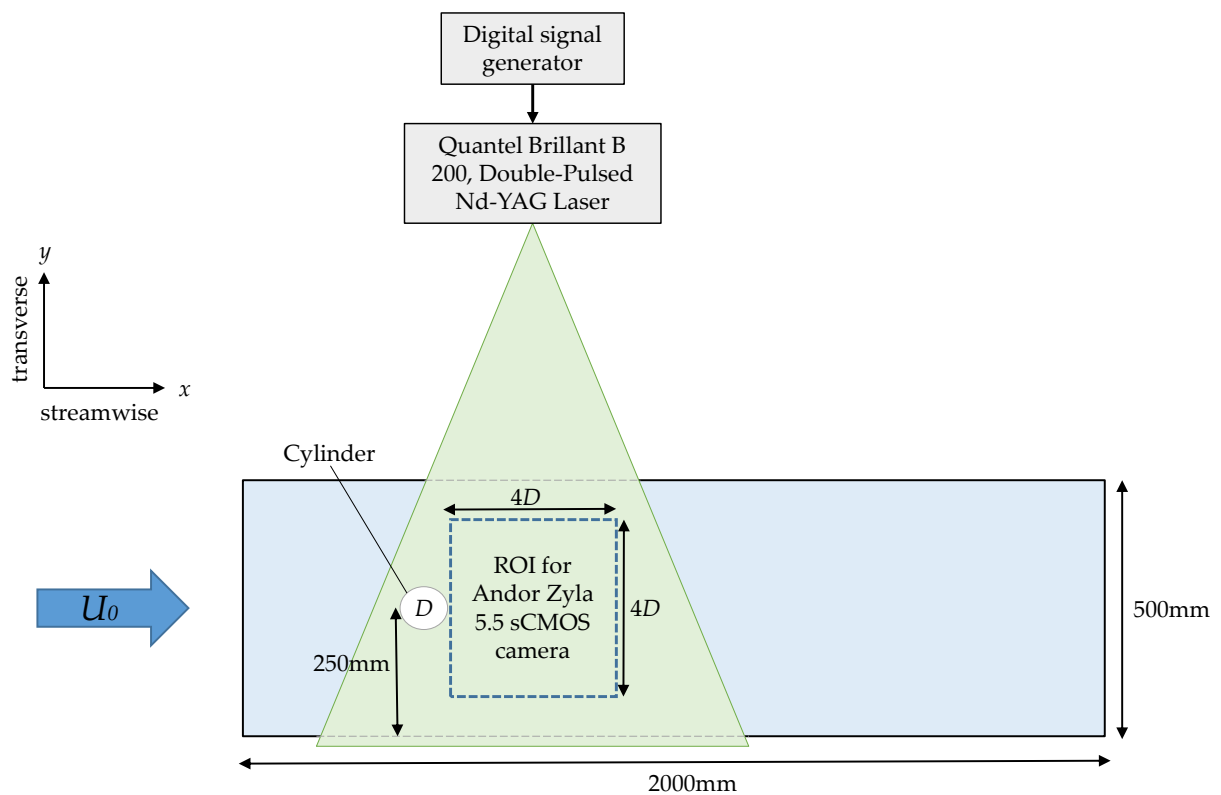 Digital signal
generator
Quantel Brillant B
200, Double-Pulsed
Nd-YAG Laser
y
transverse
x
streamwise
Cylinder
4D
U0
D
ROI for
Andor Zyla
5.5 sCMOS
camera
4D
500mm
250mm
2000mm